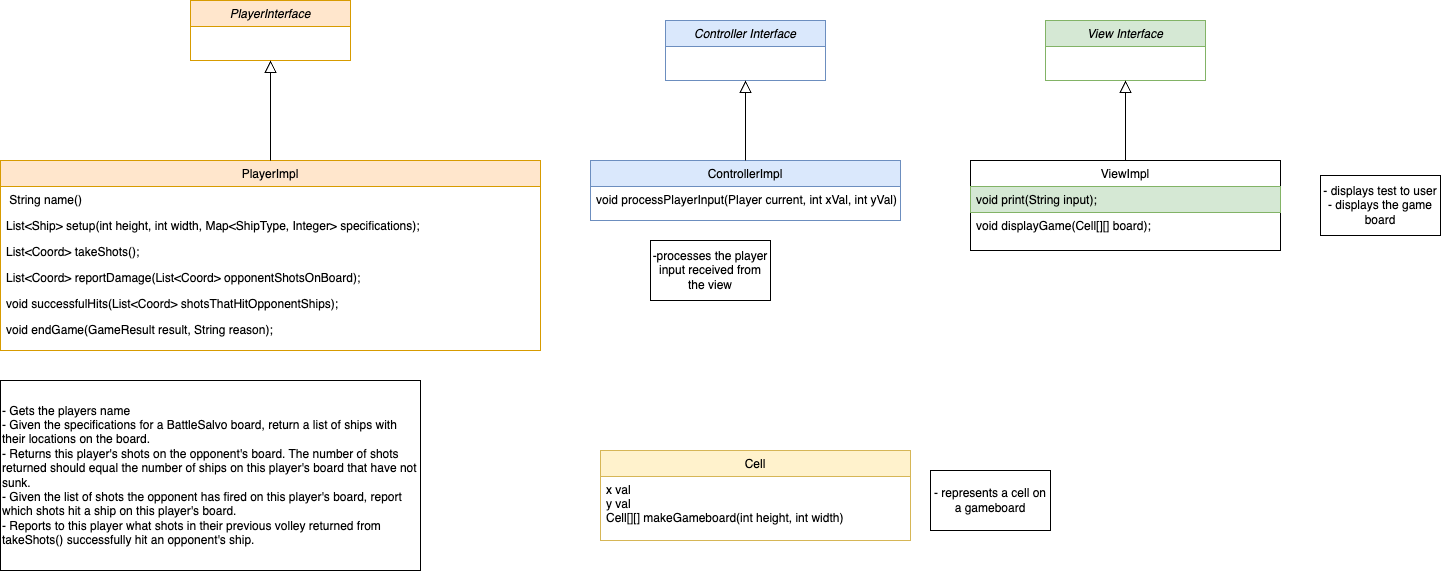 PlayerInterface
Controller Interface
View Interface
PlayerImpl
String name()
List<Ship> setup(int height, int width, Map<ShipType, Integer> specifications);
List<Coord> takeShots();
List<Coord> reportDamage(List<Coord> opponentShotsOnBoard);
void successfulHits(List<Coord> shotsThatHitOpponentShips);
void endGame(GameResult result, String reason);
ControllerImpl
void processPlayerInput(Player current, int xVal, int yVal)
-processes the player
input received from
the view
ViewImpl
void print(String input);
void displayGame(Cell[][] board);
- displays test to user
- displays the game
board
- Gets the players name
- Given the specifications for a BattleSalvo board, return a list of ships with
their locations on the board.
- Returns this player's shots on the opponent's board. The number of shots
returned should equal the number of ships on this player's board that have not
sunk.
- Given the list of shots the opponent has fired on this player's board, report
which shots hit a ship on this player's board.
- Reports to this player what shots in their previous volley returned from
takeShots() successfully hit an opponent's ship.
Cell
x val
y val
Cell[][] makeGameboard(int height, int width)
- represents a cell on
a gameboard